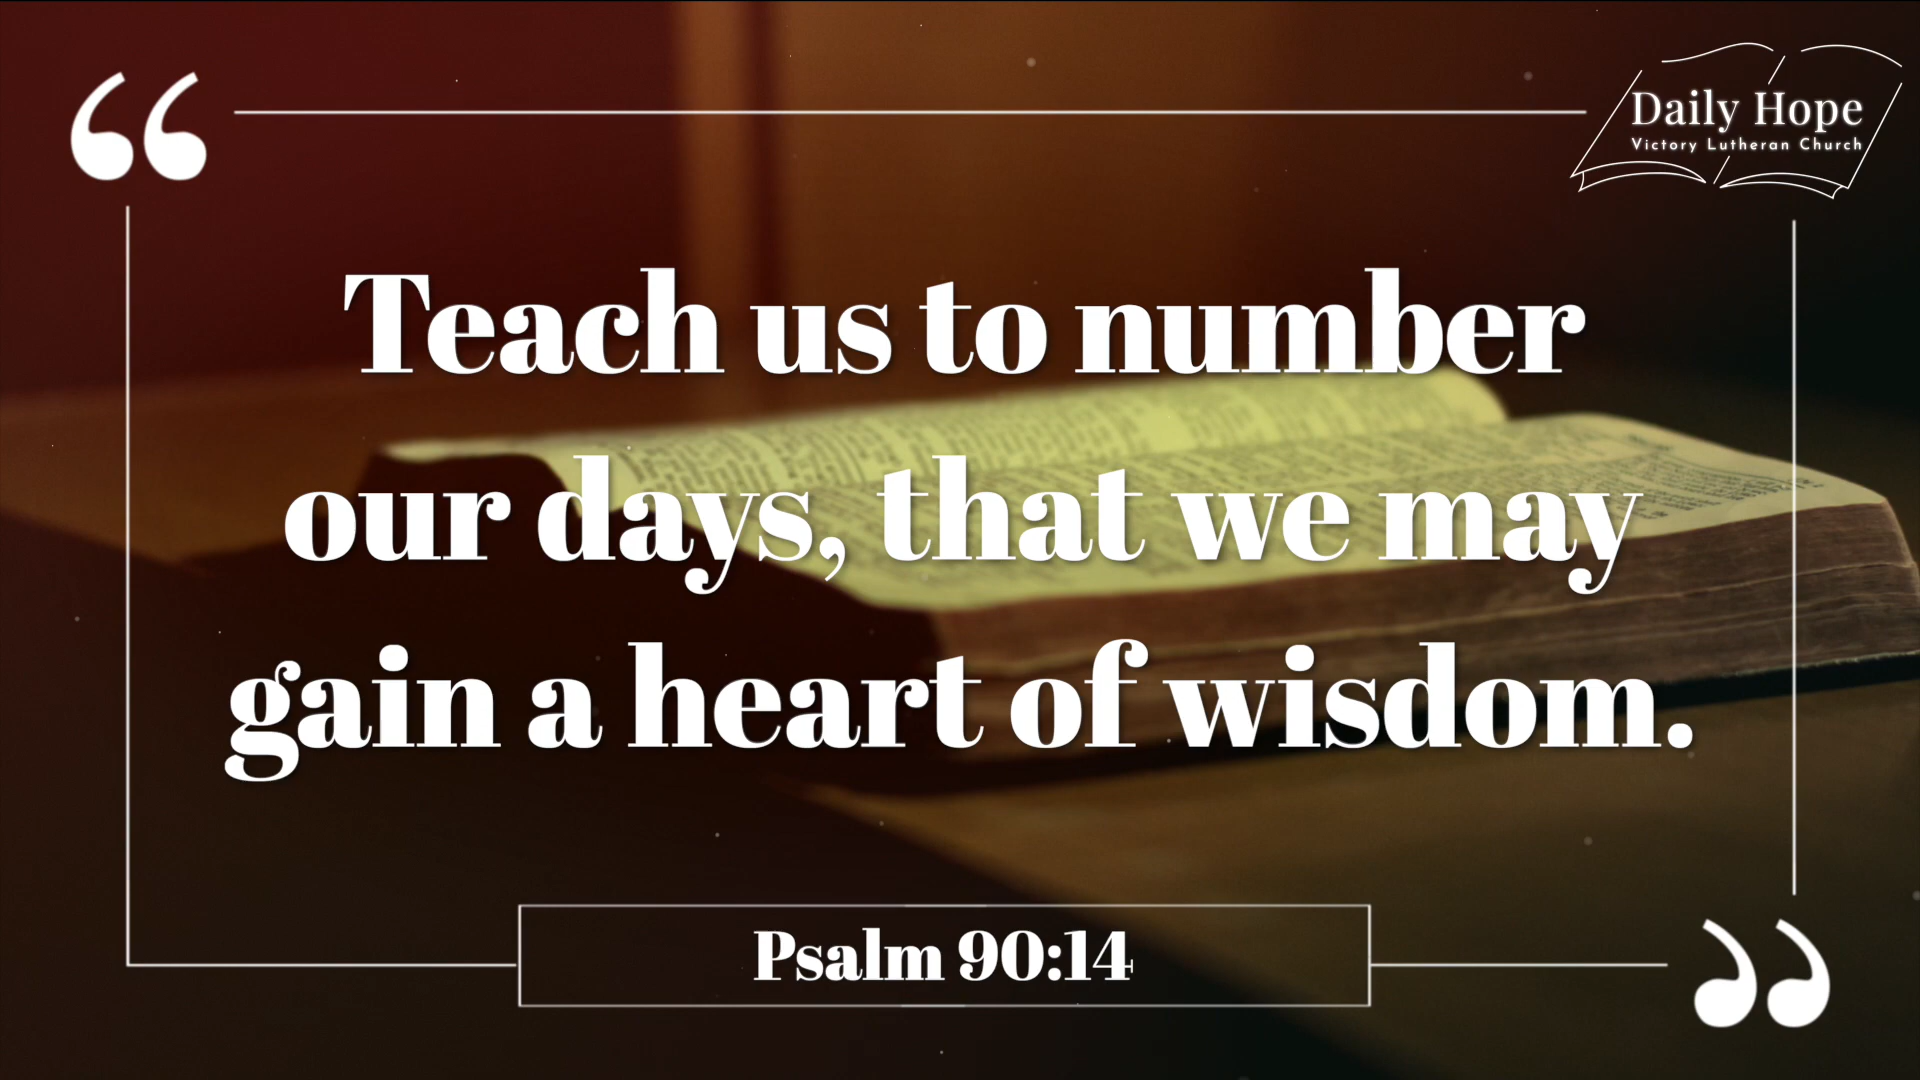 Daily Hope
Victory Lutheran Church
Teach us to number
our days, that we may
gain a heart of wisdom.
Psalm 90:14